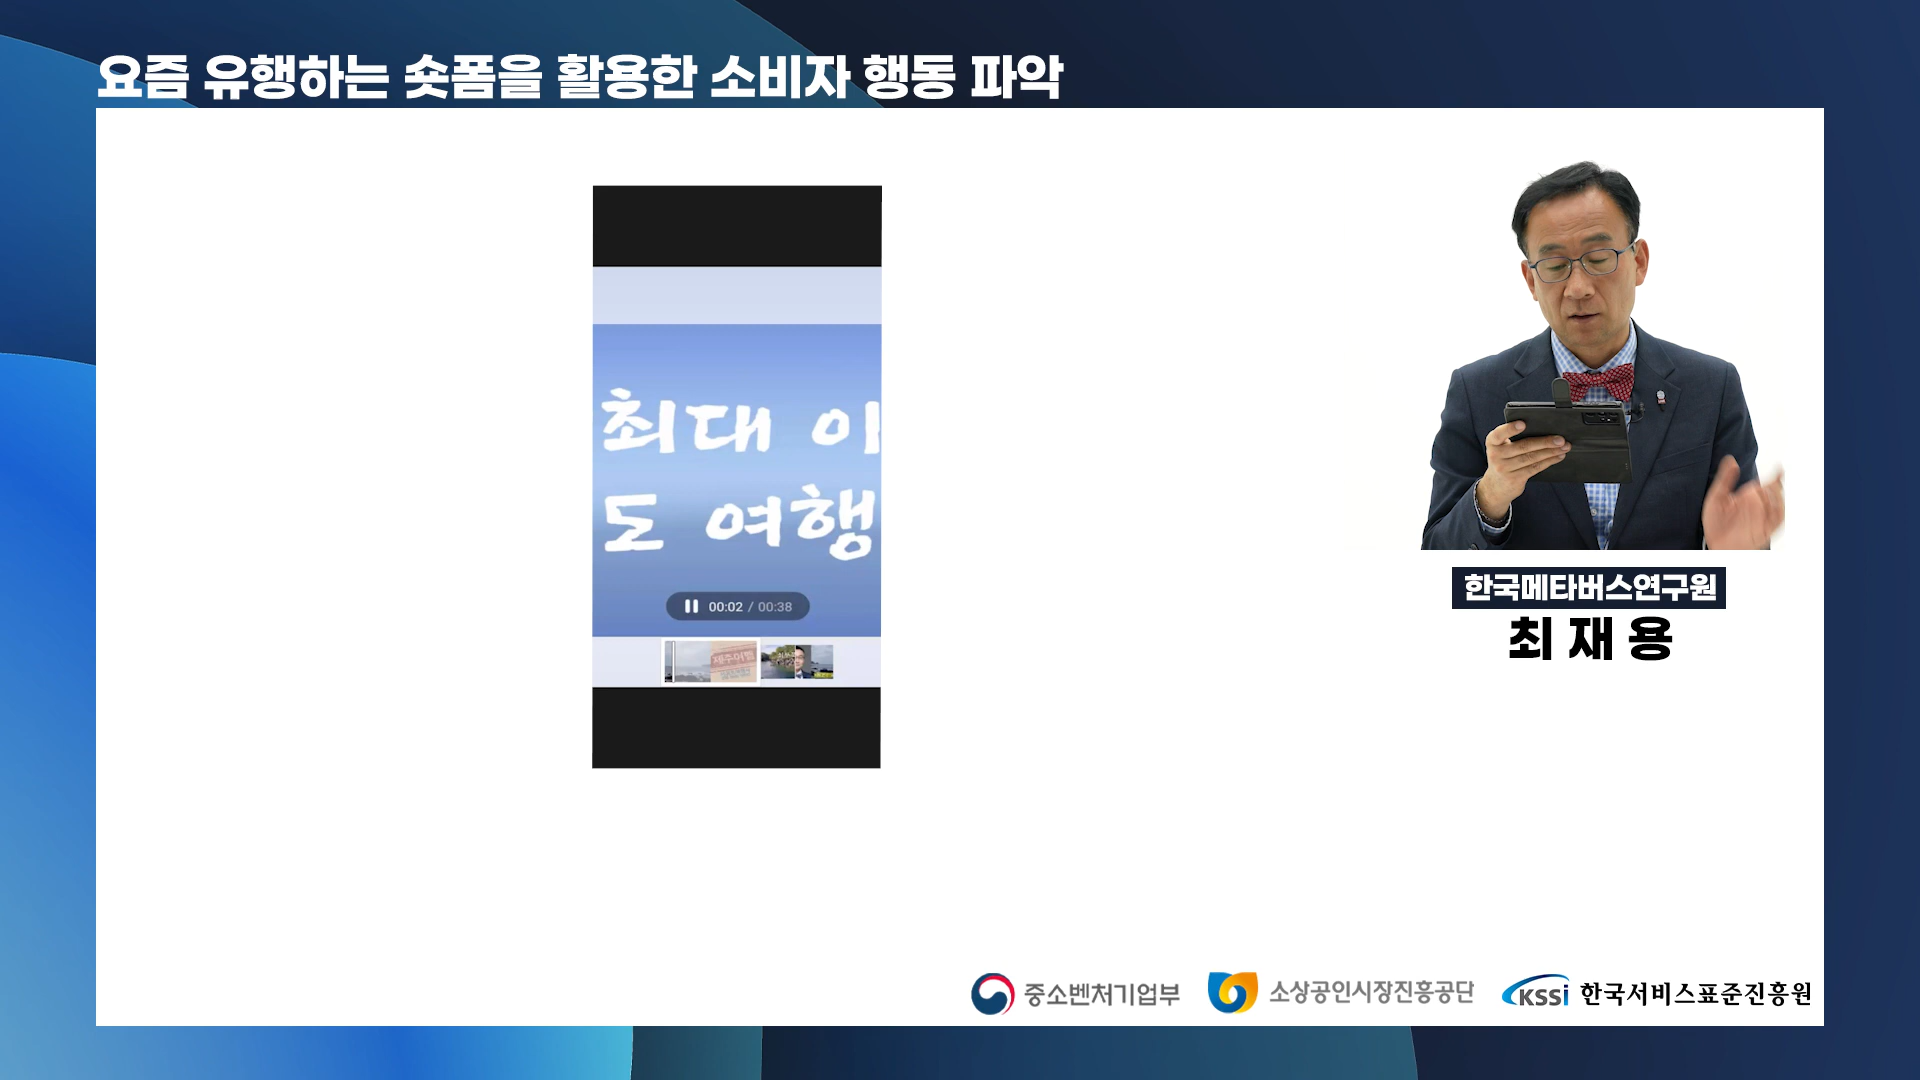 요즘 유행하는 숏폼을 활용한 소비자 행동 파악
최대 이
도 여행
00:02 / 00:38
한국메타버스연구원
최재용
중소벤처기업부
소상공인시장진흥공단
KSSi 한국서비스표준진흥원